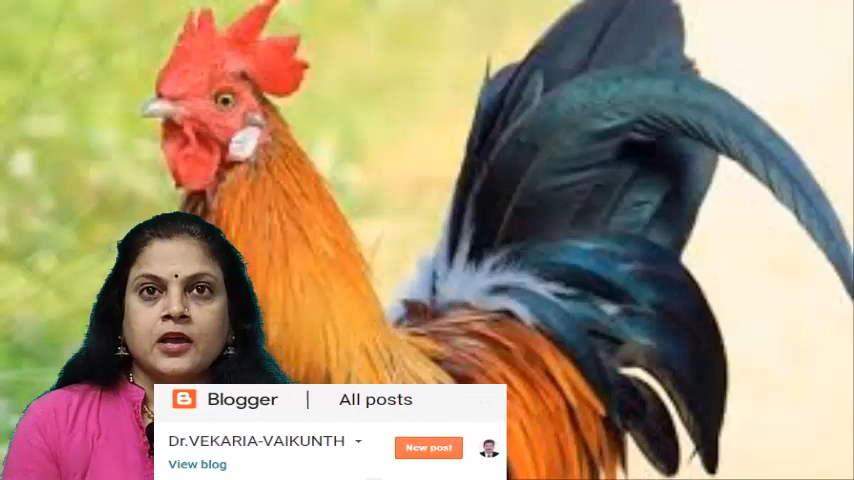 Blogger | All posts
Dr.VEKARIA-VAIKUNTH
New post
View blog